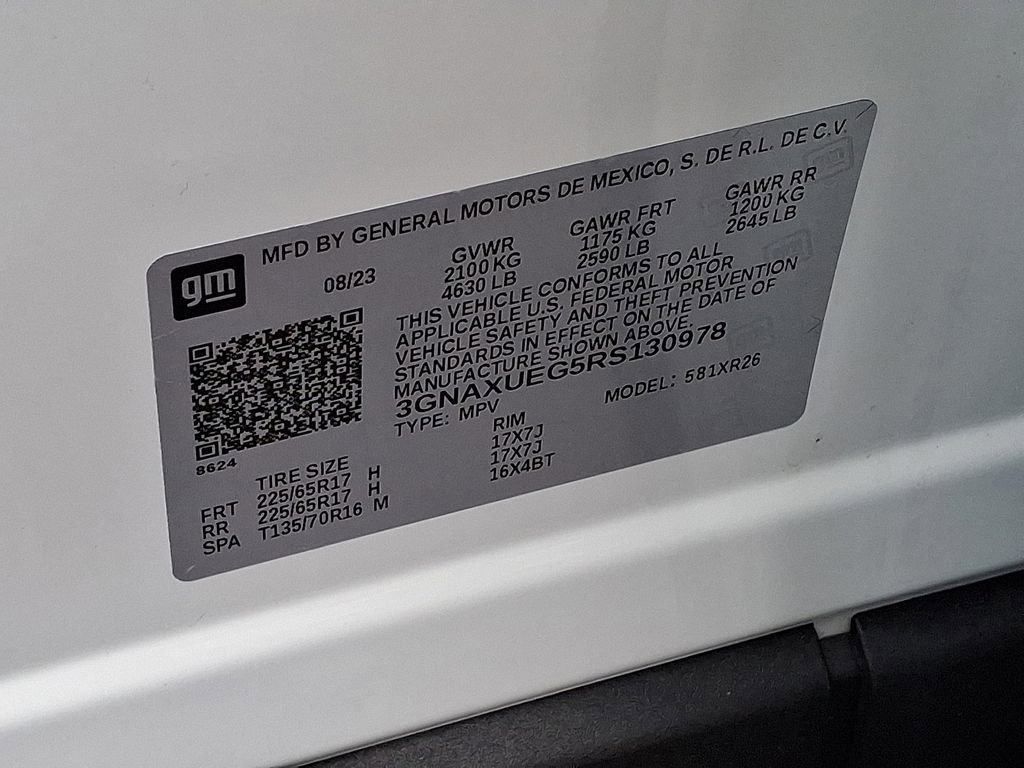 MFD BY GENERAL MOTORS DE MEXICO, S. DE R.L. DE C.V.
gm
08/23
GVWR
2100 KG
4630 LB
GAWR FRT
1175 KG
2590 LB
GAWR RR
1200 KG
2645 LB
THIS VEHICLE CONFORMS TO ALL
APPLICABLE U.S. FEDERAL MOTOR
VEHICLE SAFETY AND THEFT PREVENTION
STANDARDS IN EFFECT ON THE DATE OF
MANUFACTURE SHOWN ABOVE.
3GNAXUEG5RS130978
TYPE: MPV
MODEL: 581XR26
8624
TIRE SIZE RIM
FRT 225/65R17 H 17X7J
RR 225/65R17 H 17X7J
SPA T135/70R16 M 16X4BT